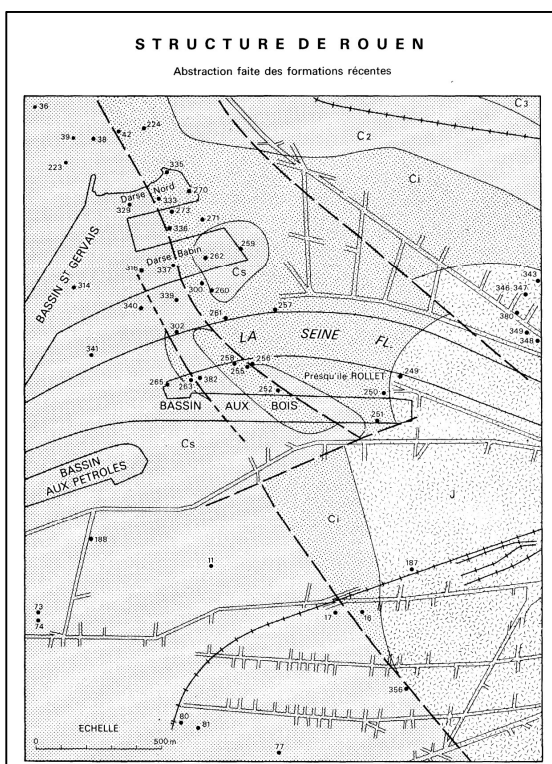 STRUCTURE DE ROUEN
Abstraction faite des formations récentes
36
C3
224
42
C2
39
38
223
Ci
335
Darse Nord
270
333
329
273
271
336
259
Darse Babin
262
343
316
337
Cs
346
347
BASSIN ST GERVAIS
314
300
260
339
380
340
257
261
LA SEINE FL.
349
302
348
341
258
256
255
Presqu'ile ROLLET
249
382
265
263
252
250
BASSIN AUX BOIS
251
Cs
BASSIN
AUX PETROLES
J
Ci
188
11
187
73
74
17
16
356
80
81
ECHELLE
77
0
500m